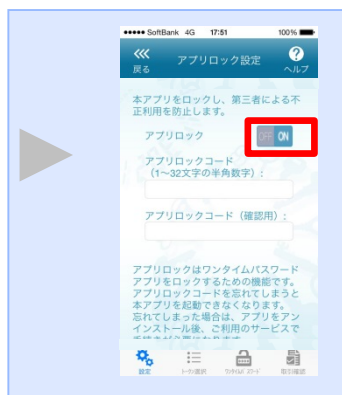 SoftBank 4G 17:51 100%
戻る アプリロック設定 ? ヘルプ
本アプリをロックし、第三者による不
正利用を防止します。
アプリロック OFF ON
アプリロックコード
(1〜32文字の半角数字):
アプリロックコード(確認用):
アプリロックはワンタイムパスワード
アプリをロックするための機能です。
アプリロックコードを忘れてしまうと
本アプリを起動できなくなります。
忘れてしまった場合は、アプリをアン
インストール後、ご利用のサービスで
設定 トークン選択 ワンタイムパスワード 取引確認